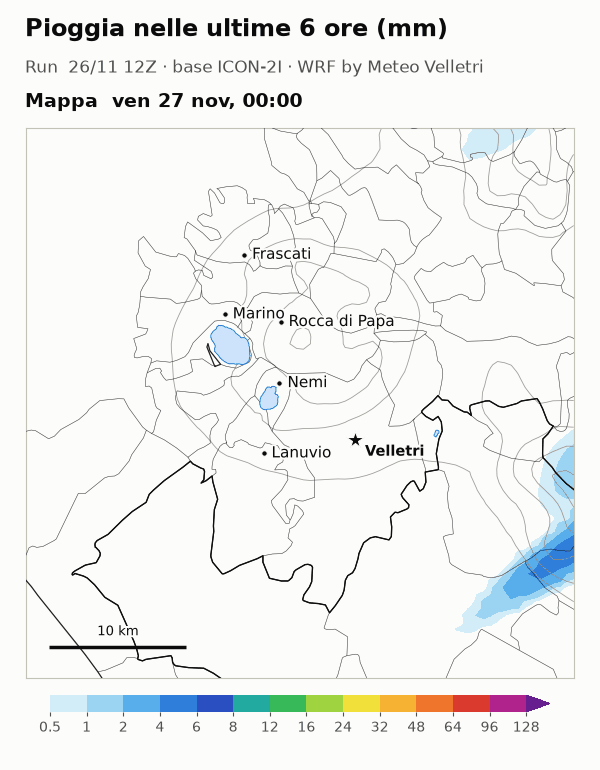 Pioggia nelle ultime 6 ore (mm)
Run  26/11 12Z · base ICON-2I · WRF by Meteo Velletri
Mappa  ven 27 nov, 00:00
Frascati
Marino
Rocca di Papa
Nemi
Velletri
Lanuvio
10 km
0.5 1 2 4 6 8 12 16 24 32 48 64 96 128